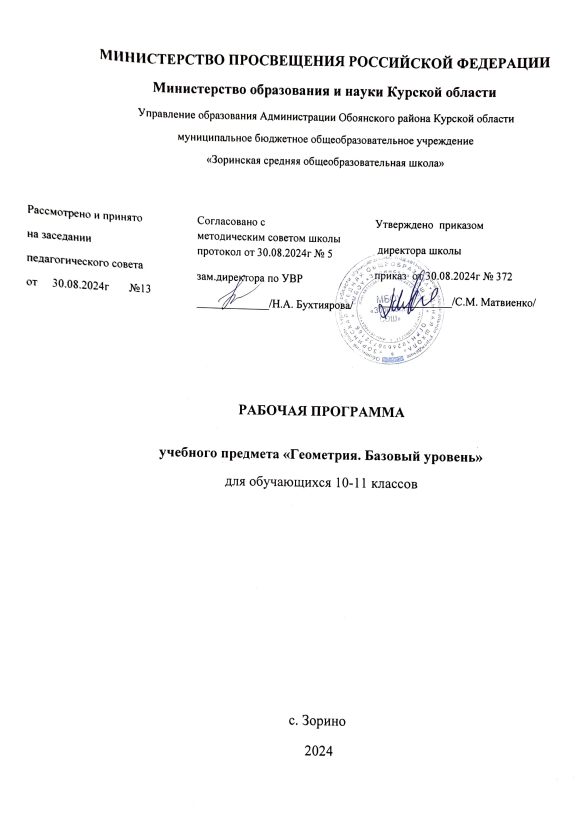 МИНИСТЕРСТВО ПРОСВЕЩЕНИЯ РОССИЙСКОЙ ФЕДЕРАЦИИ
Министерство образования и науки Курской области
Управление образования Администрации Обоянского района Курской области
муниципальное бюджетное общеобразовательное учреждение
«Зоринская средняя общеобразовательная школа»
Рассмотрено и принято
на заседании
педагогического совета
от 30.08.2024г №13
Согласовано с
методическим советом школы
протокол от 30.08.2024г № 5
зам.директора по УВР
/Н.А. Бухтиярова/
Утверждено приказом
директора школы
приказ от 30.08.2024г № 372
/С.М. Матвиенко/
РАБОЧАЯ ПРОГРАММА
учебного предмета «Геометрия. Базовый уровень»
для обучающихся 10-11 классов
с. Зорино
2024